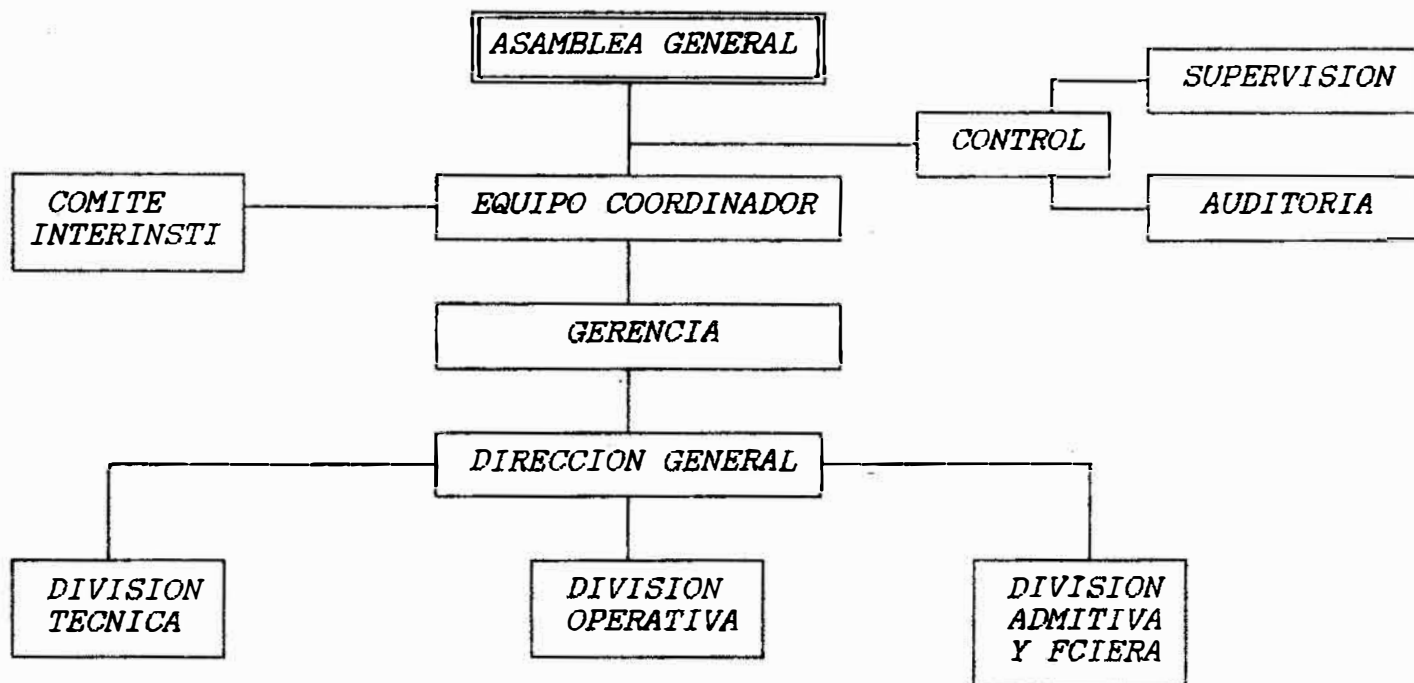 ASAMBLEA GENERAL
SUPERVISION
CONTROL
COMITE
INTERINSTI
EQUIPO COORDINADOR
AUDITORIA
GERENCIA
DIRECCION GENERAL
DIVISION
TECNICA
DIVISION
OPERATIVA
DIVISION
ADMITIVA
Y FCIERA